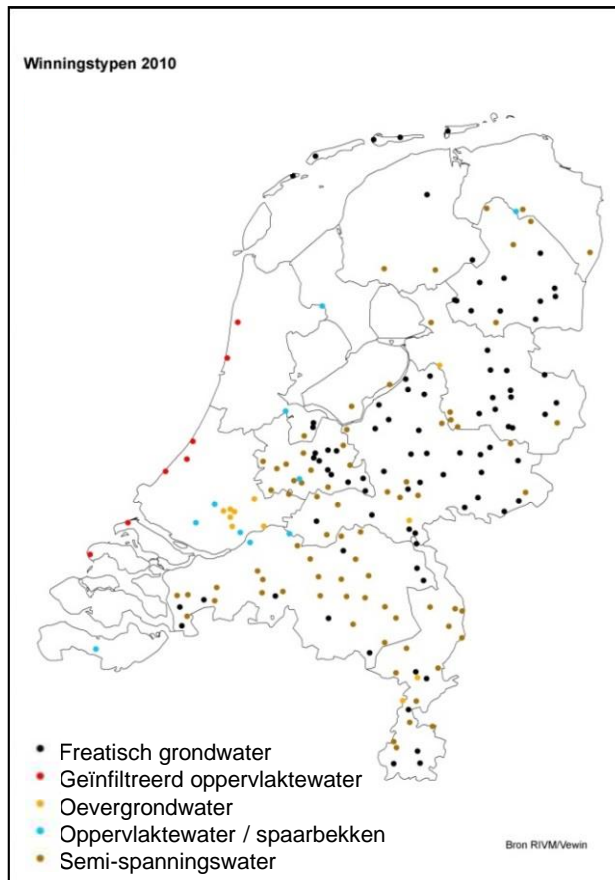 Winningstypen 2010
Freatisch grondwater
Geïnfiltreerd oppervlaktewater
Oevergrondwater
Oppervlaktewater / spaarbekken
Semi-spanningswater
Bron RIVM/Vewin